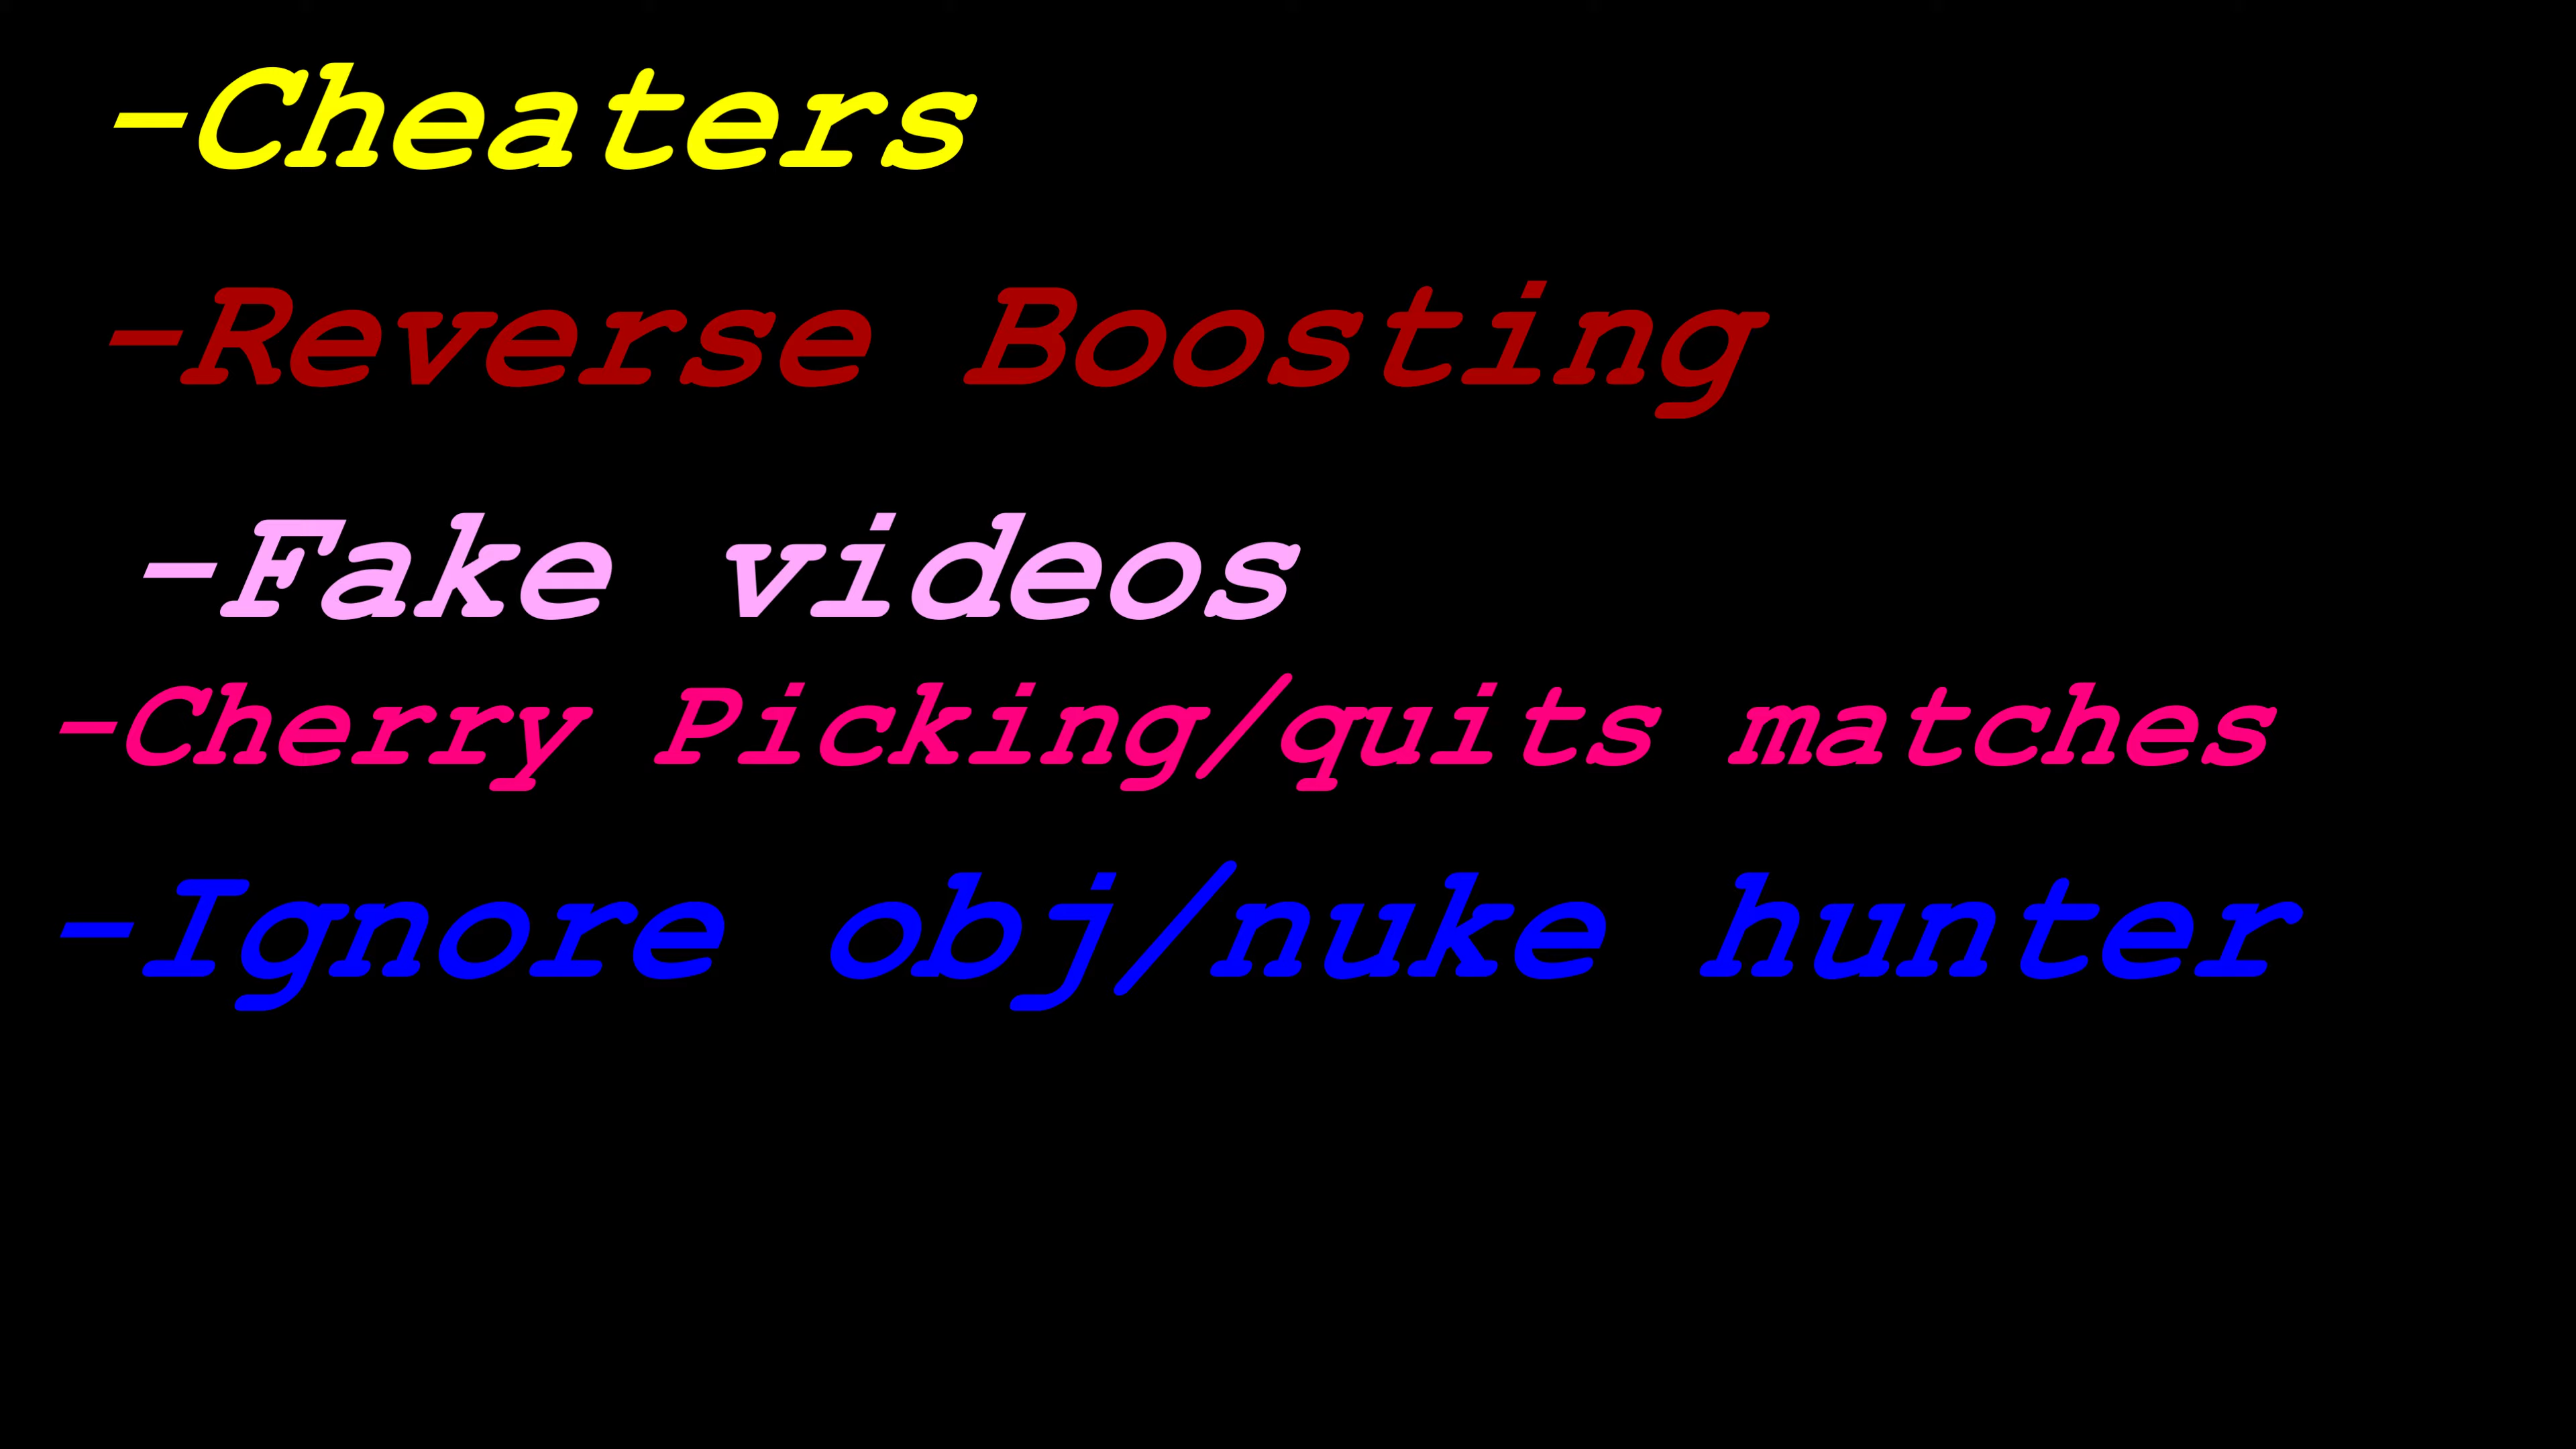 -Cheaters
-Reverse Boosting
-Fake videos
-Cherry Picking/quits matches
-Ignore obj/nuke hunter